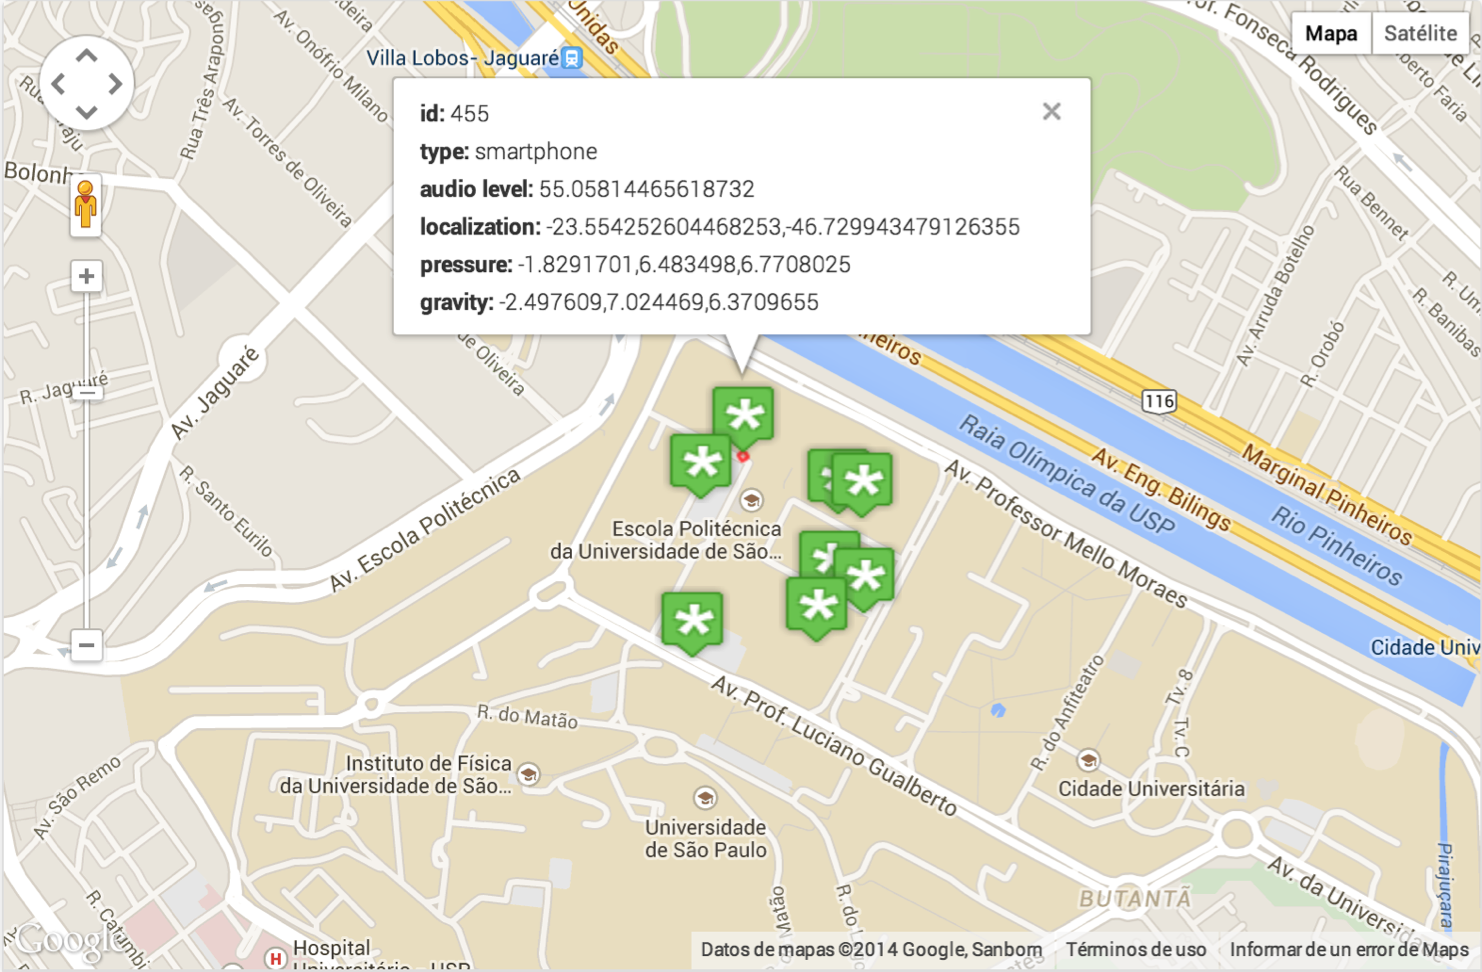 Unidas
Av. Onófrio Milano
Rua Três Arapongas
Villa Lobos- Jaguaré
Mapa
Satélite
Prof. Fonseca Rodrigues
Av. Torres de Oliveira
id: 455
type: smartphone
audio level: 55.05814465618732
localization: -23.554252604468253,-46.729943479126355
pressure: -1.8291701,6.483498,6.7708025
gravity: -2.497609,7.024469,6.3709655
Bolonh
Rua Bennet
Av. Arruda Botelho
R. Banibas
R. Orobó
R. Jaguaré
Av. Jaguaré
de Oliveira
116
R. Santo Eurilo
Av. Escola Politécnica
Escola Politécnica
da Universidade de São...
Raia Olímpica da USP
Av. Eng. Bilings
Marginal Pinheiros
Rio Pinheiros
Av. Professor Mello Moraes
Cidade Univ
Av. Prof. Luciano Gualberto
R. do Matão
R. do Anfiteatro
Tv. 8
Tv. C
Av. São Remo
Instituto de Física
da Universidade de São...
Universidade
de São Paulo
Cidade Universitária
Pirajuçara
BUTANTÃ
Av. da Universid
R. Catumbi
Matão
R. do
Google
H
Hospital
Universitário - USP
Datos de mapas ©2014 Google, Sanborn
Términos de uso
Informar de un error de Maps